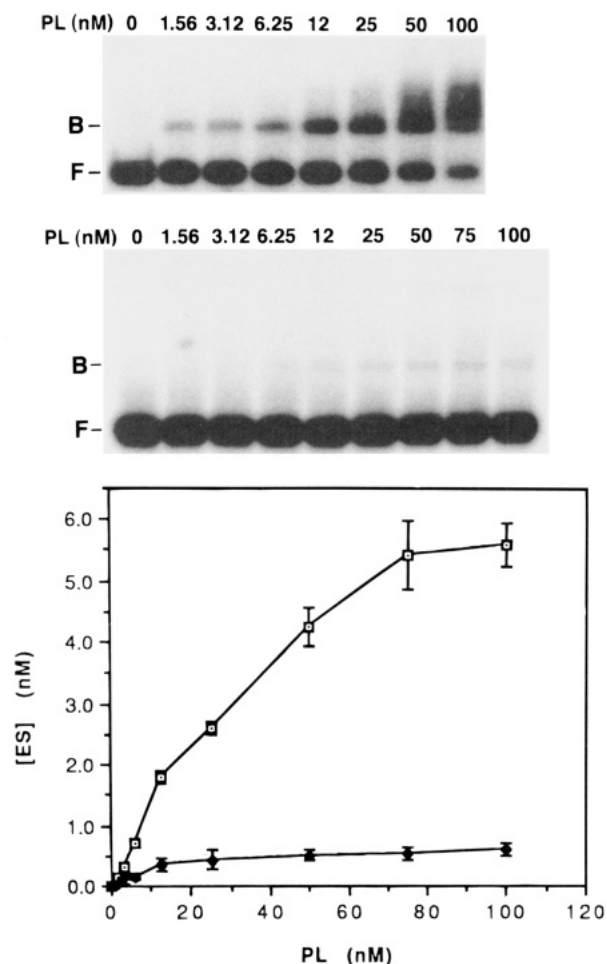 PL (nM) 0 1.56 3.12 6.25 12 25 50 100
B-
F-
PL (nM) 0 1.56 3.12 6.25 12 25 50 75 100
B-
F-
6.0
5.0
4.0
3.0
2.0
1.0
0.0
[ES] (nM)
0 20 40 60 80 100 120
PL (nM)